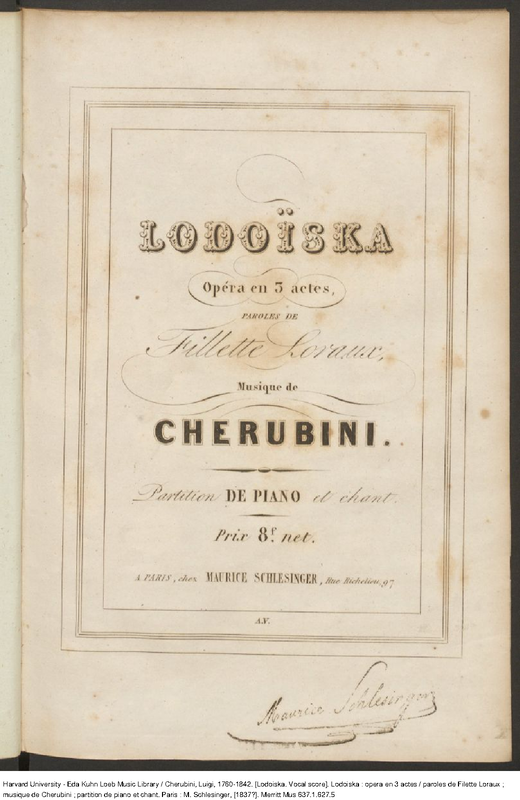 LODOÏSKA
Opéra en 3 actes,
PAROLES DE
Fillette Loraux,
Musique de
CHERUBINI.
Partition DE PIANO et chant.
Prix 8f. net.
A PARIS, chez MAURICE SCHLESINGER, Rue Richelieu, 97
A.V.
Maurice Schlesinger
Harvard University - Eda Kuhn Loeb Music Library / Cherubini, Luigi, 1760-1842. [Lodoiska. Vocal score]. Lodoiska : opera en 3 actes / paroles de Filette Loraux ;
musique de Cherubini ; partition de piano et chant. Paris : M. Schlesinger, [1837?]. Merritt Mus 637.1.627.5